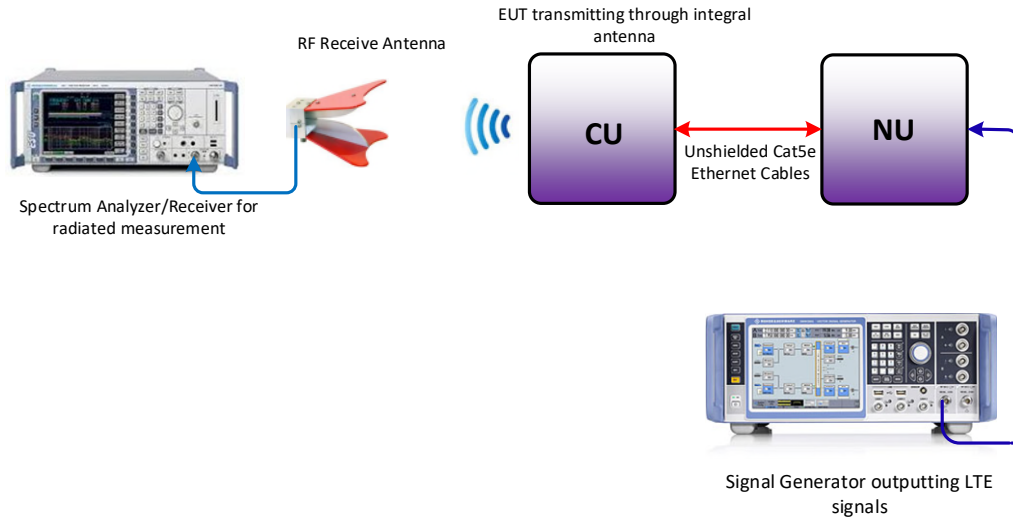 EUT transmitting through integral
antenna
RF Receive Antenna
CU
NU
Unshielded Cat5e
Ethernet Cables
Spectrum Analyzer/Receiver for
radiated measurement
Signal Generator outputting LTE
signals